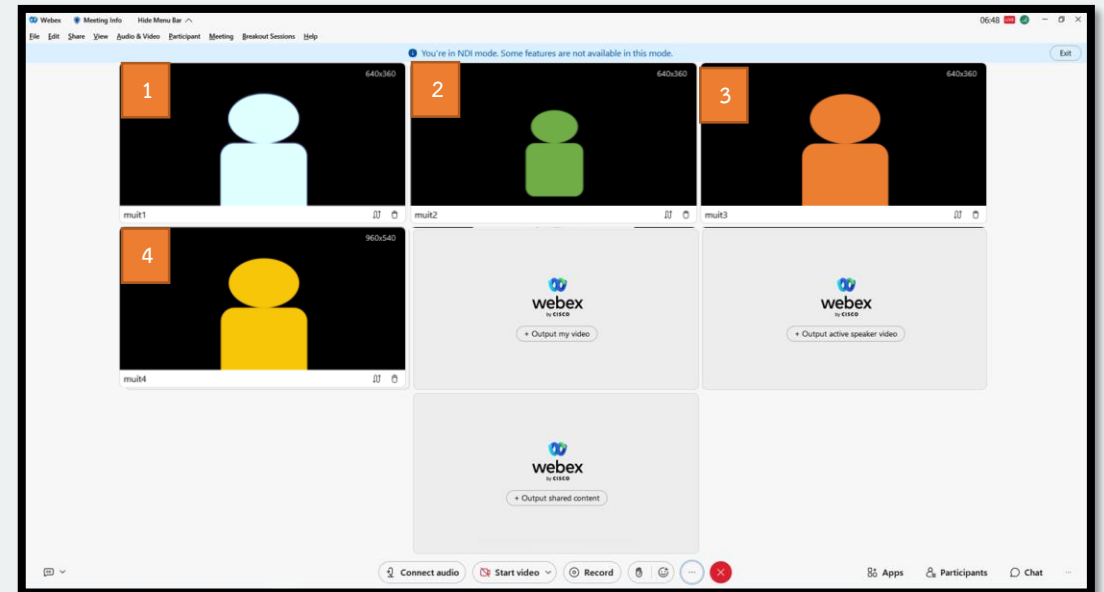 Webex Meeting Info Hide Menu Bar 06:48 LIVE
File Edit Share View Audio & Video Participant Meeting Breakout Sessions Help
You're in NDI mode. Some features are not available in this mode. Exit
1 640x360
2 640x360
3 640x360
muit1
muit2
muit3
4 960x540
muit4
webex
by CISCO
+ Output my video
webex
by CISCO
+ Output active speaker video
webex
by CISCO
+ Output shared content
Connect audio Start video Record Apps Participants Chat